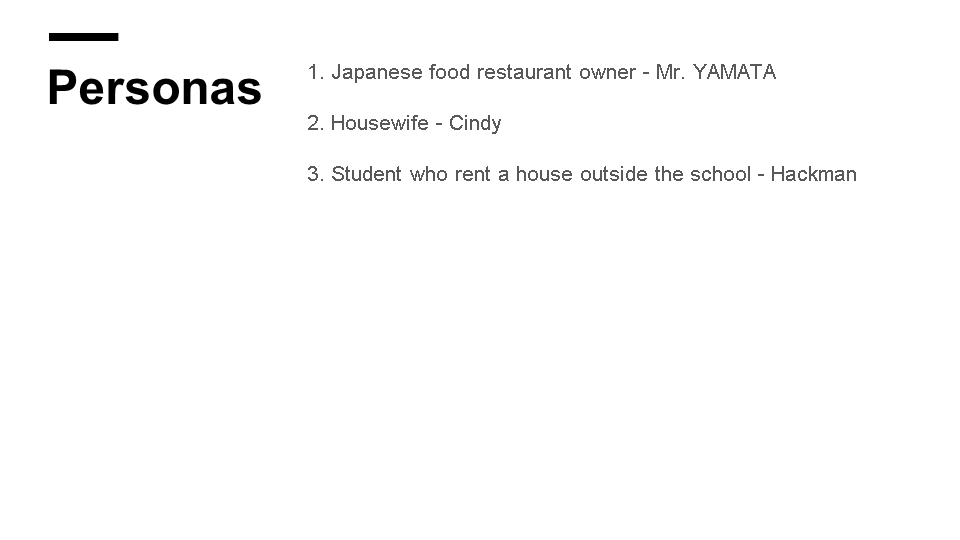 Personas
1. Japanese food restaurant owner - Mr. YAMATA
2. Housewife - Cindy
3. Student who rent a house outside the school - Hackman